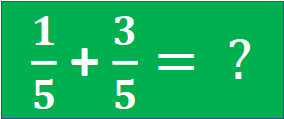 1/5 + 3/5 = ?